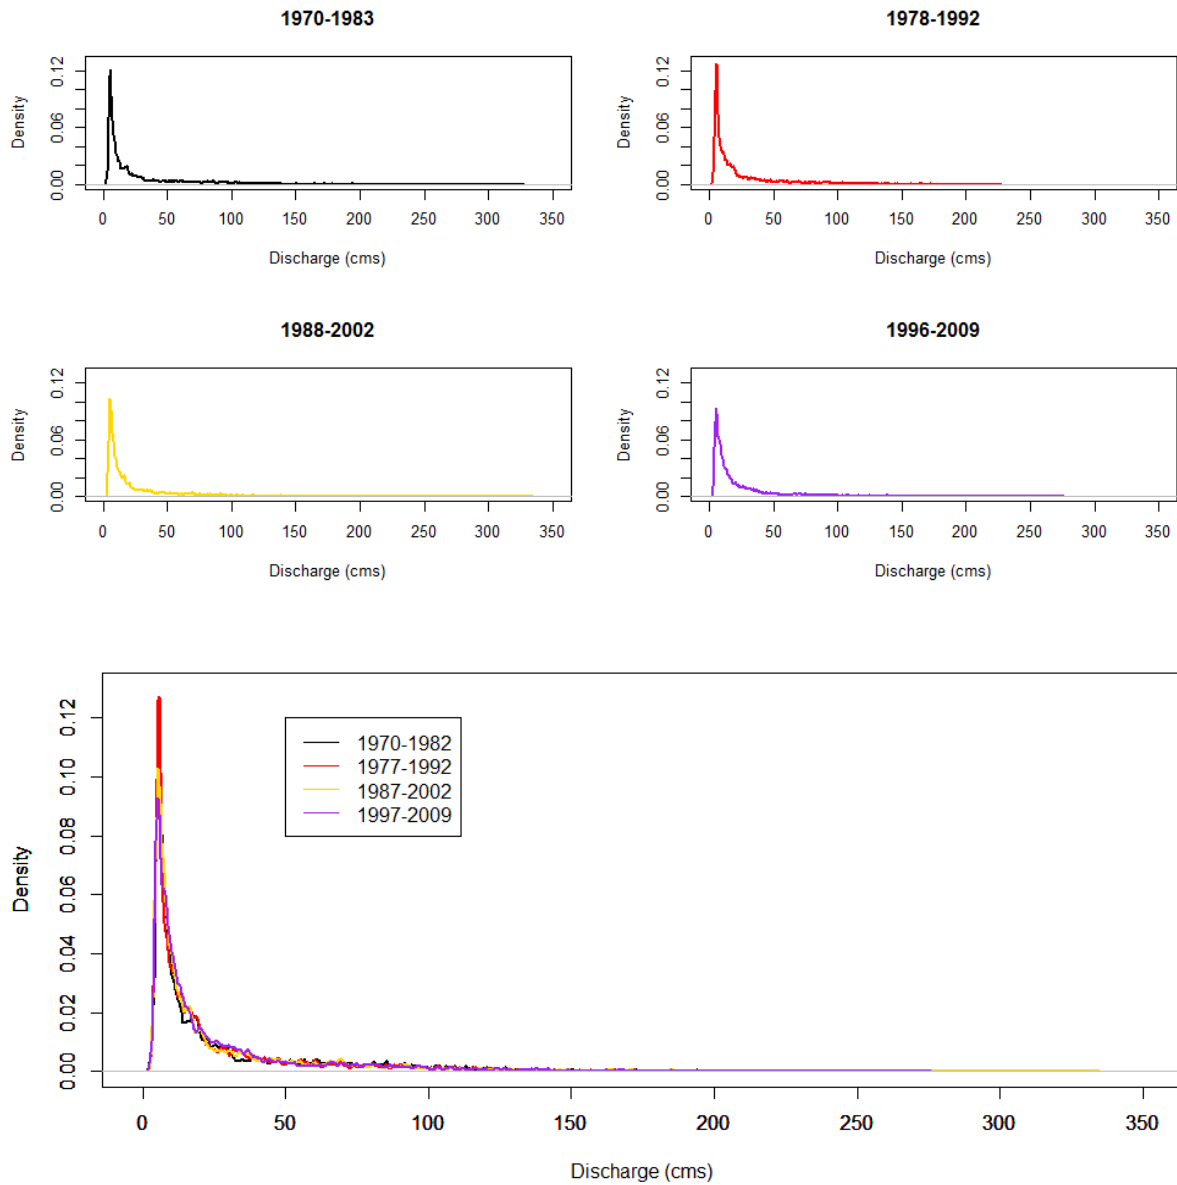 1970-1983
Density
0.00 0.06 0.12
0 50 100 150 200 250 300 350
Discharge (cms)
1978-1992
Density
0.00 0.06 0.12
0 50 100 150 200 250 300 350
Discharge (cms)
1988-2002
Density
0.00 0.06 0.12
0 50 100 150 200 250 300 350
Discharge (cms)
1996-2009
Density
0.00 0.06 0.12
0 50 100 150 200 250 300 350
Discharge (cms)
Density
0.00 0.02 0.04 0.06 0.08 0.10 0.12
1970-1982
1977-1992
1987-2002
1997-2009
0 50 100 150 200 250 300 350
Discharge (cms)